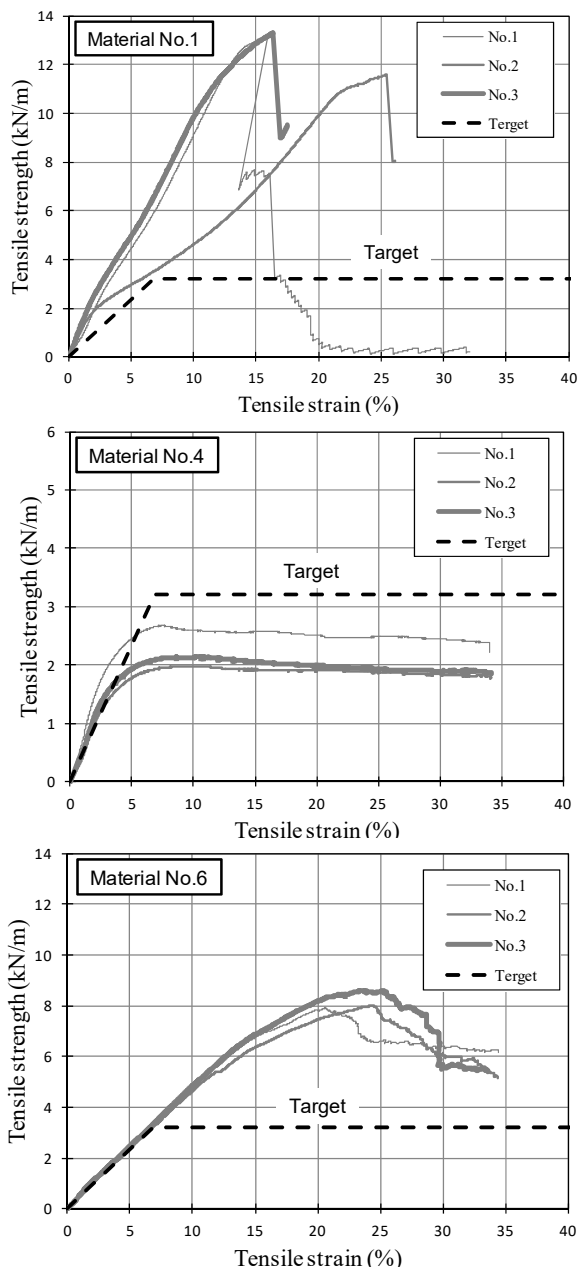 Material No.1
No.1
No.2
No.3
Terget
Target
Tensile strength (kN/m)
14
12
10
8
6
4
2
0
0 5 10 15 20 25 30 35 40
Tensile strain (%)
Material No.4
No.1
No.2
No.3
Terget
Target
Tensile strength (kN/m)
6
5
4
3
2
1
0
0 5 10 15 20 25 30 35 40
Tensile strain (%)
Material No.6
No.1
No.2
No.3
Terget
Target
Tensile strength (kN/m)
14
12
10
8
6
4
2
0
0 5 10 15 20 25 30 35 40
Tensile strain (%)